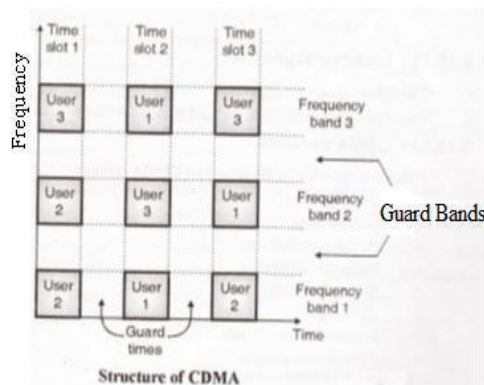 Time slot 1
Time slot 2
Time slot 3
Frequency
User 3
User 1
User 3
Frequency band 3
User 2
User 3
User 1
Frequency band 2
Guard Bands
User 2
User 1
User 2
Frequency band 1
Guard times
Time
Structure of CDMA